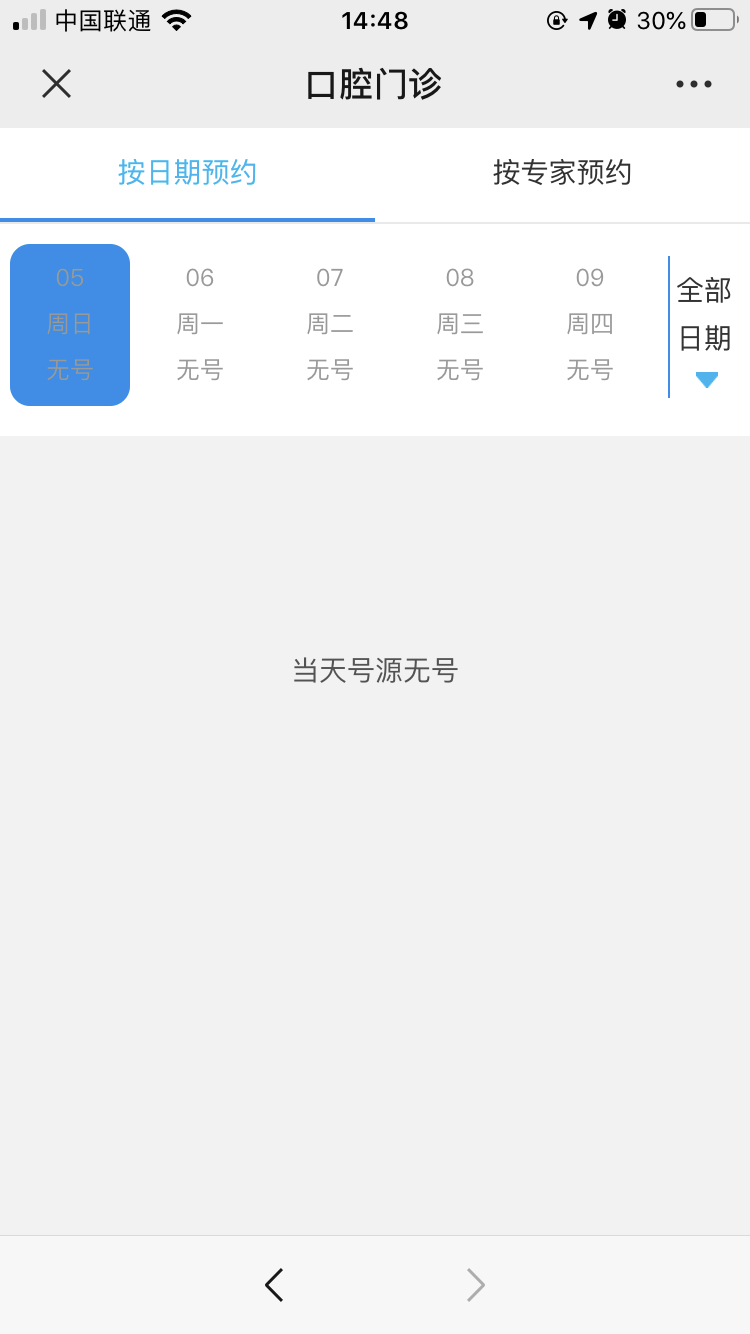 中国联通 14:48 30%
口腔门诊
按日期预约 按专家预约
05 06 07 08 09
周日 周一 周二 周三 周四
无号 无号 无号 无号 无号
全部
日期
当天号源无号